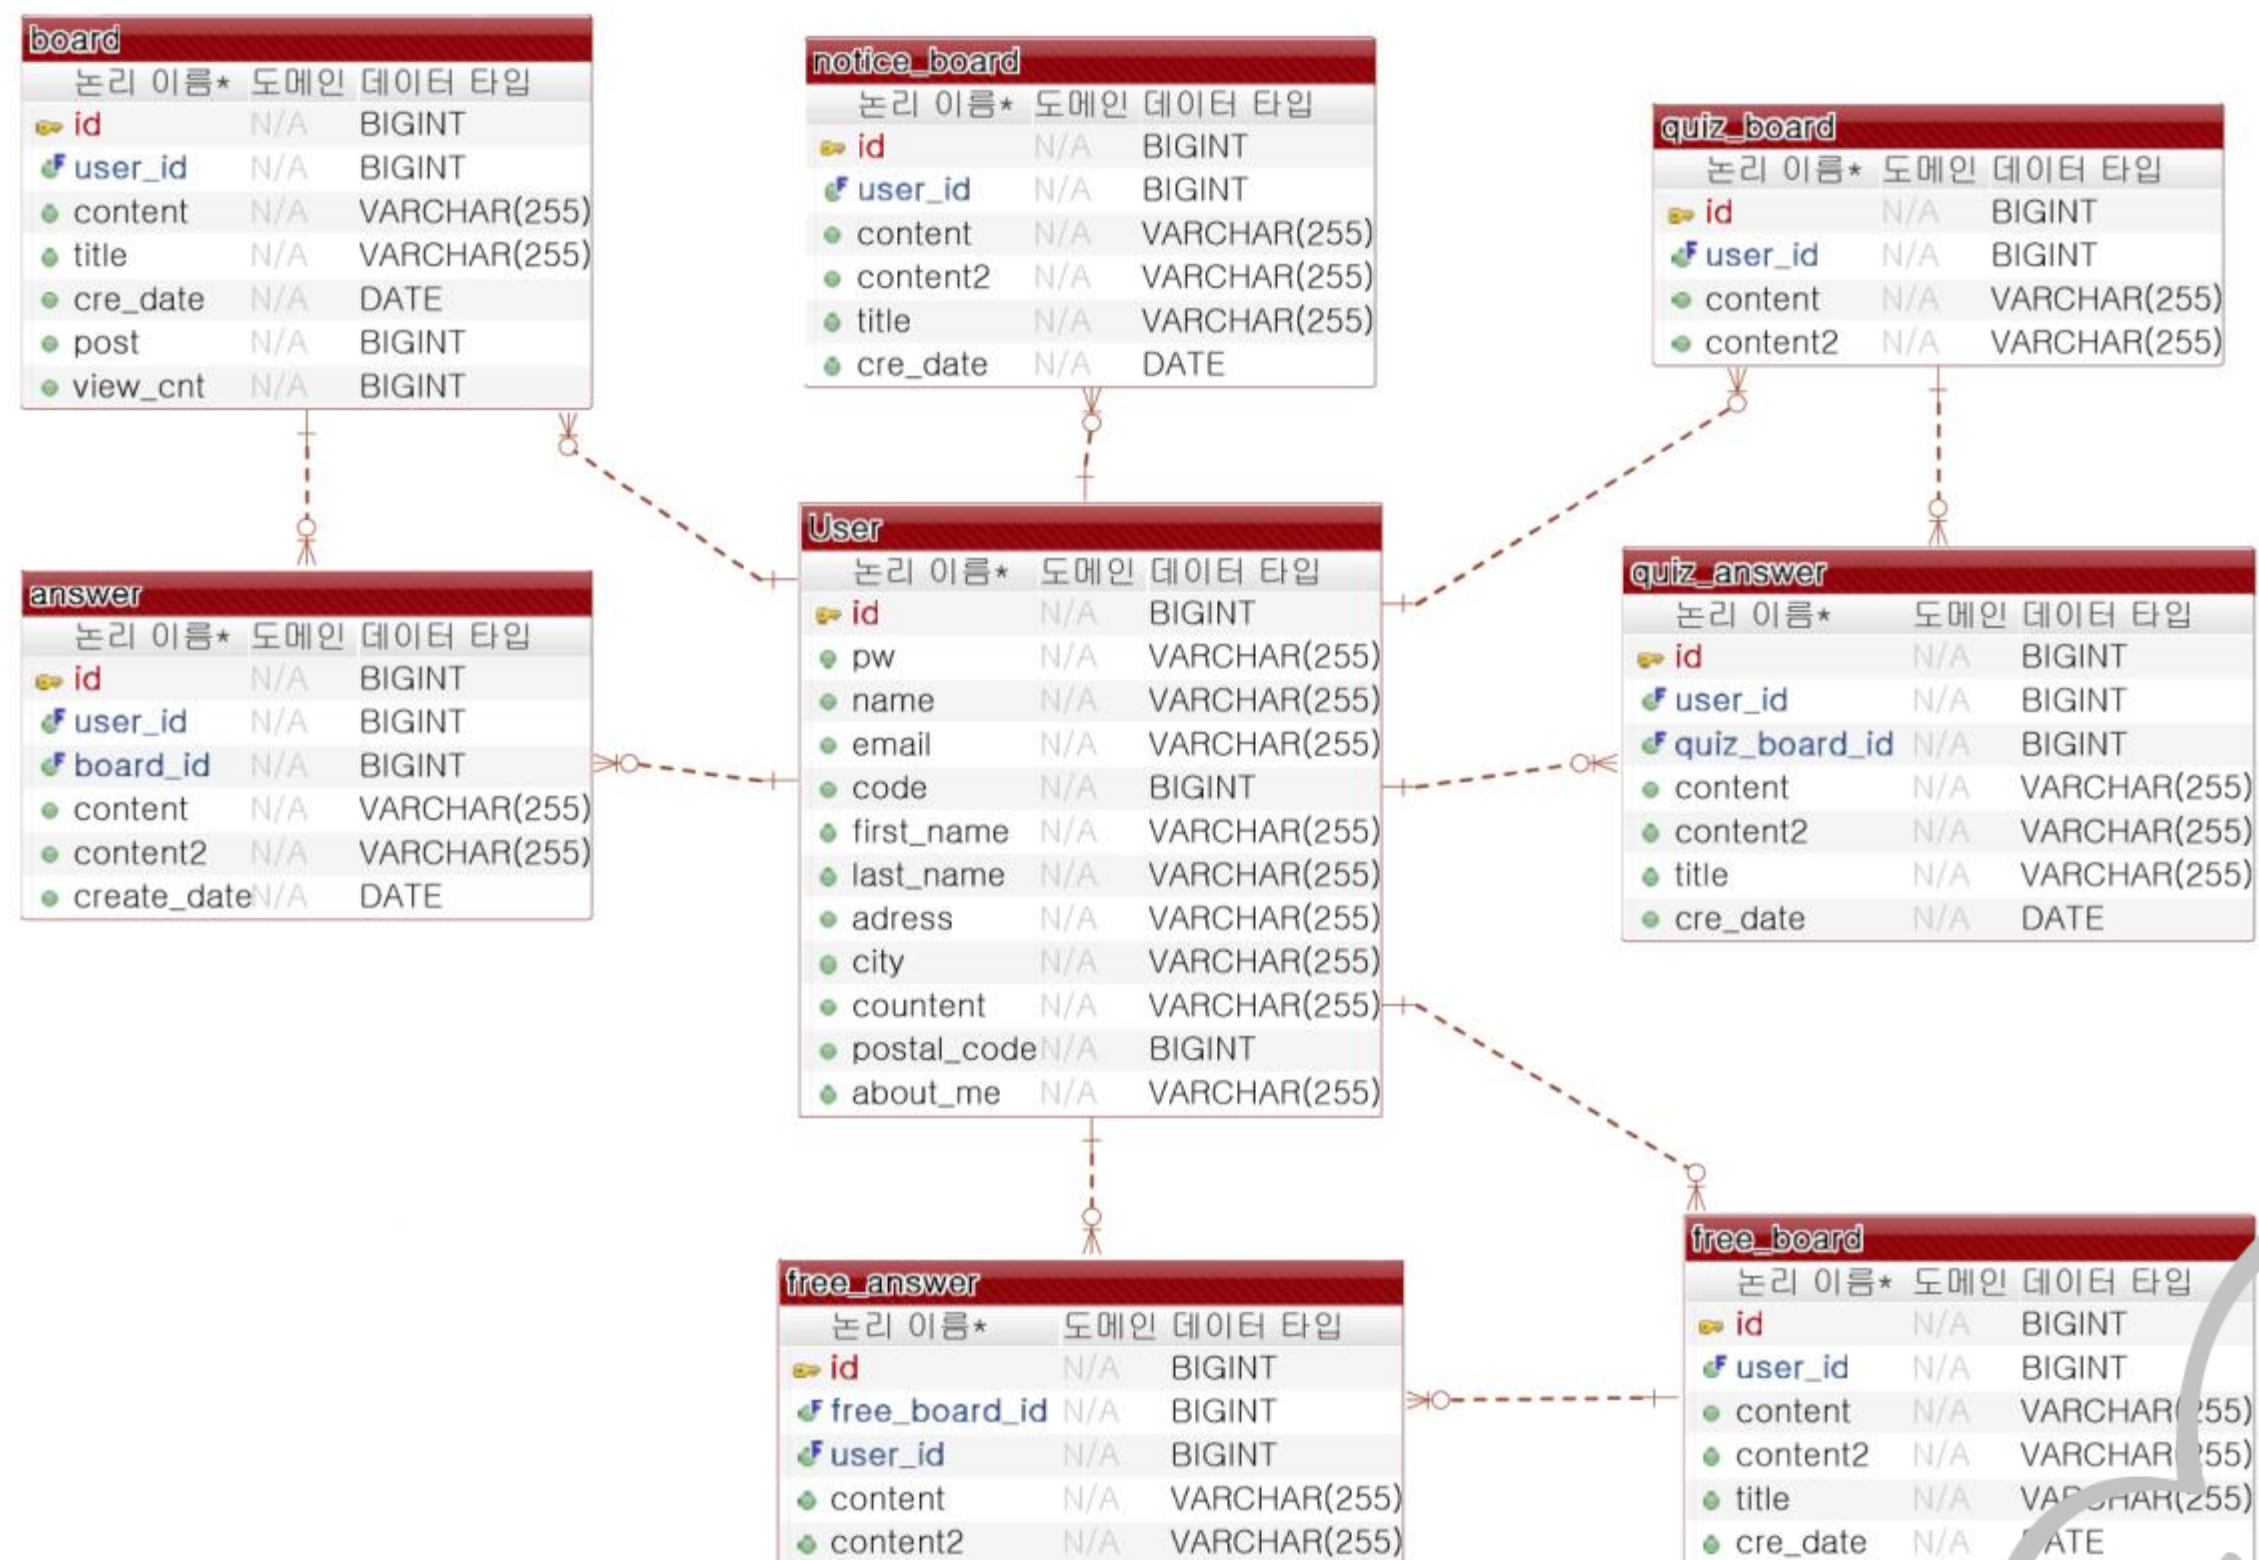 board
논리 이름* 도메인 데이터 타입
id N/A BIGINT
user_id N/A BIGINT
content N/A VARCHAR(255)
title N/A VARCHAR(255)
cre_date N/A DATE
post N/A BIGINT
view_cnt N/A BIGINT
notice_board
논리 이름* 도메인 데이터 타입
id N/A BIGINT
user_id N/A BIGINT
content N/A VARCHAR(255)
content2 N/A VARCHAR(255)
title N/A VARCHAR(255)
cre_date N/A DATE
quiz_board
논리 이름* 도메인 데이터 타입
id N/A BIGINT
user_id N/A BIGINT
content N/A VARCHAR(255)
content2 N/A VARCHAR(255)
answer
논리 이름* 도메인 데이터 타입
id N/A BIGINT
user_id N/A BIGINT
board_id N/A BIGINT
content N/A VARCHAR(255)
content2 N/A VARCHAR(255)
create_date N/A DATE
User
논리 이름* 도메인 데이터 타입
id N/A BIGINT
pw N/A VARCHAR(255)
name N/A VARCHAR(255)
email N/A VARCHAR(255)
code N/A BIGINT
first_name N/A VARCHAR(255)
last_name N/A VARCHAR(255)
adress N/A VARCHAR(255)
city N/A VARCHAR(255)
countent N/A VARCHAR(255)
postal_code N/A BIGINT
about_me N/A VARCHAR(255)
quiz_answer
논리 이름* 도메인 데이터 타입
id N/A BIGINT
user_id N/A BIGINT
quiz_board_id N/A BIGINT
content N/A VARCHAR(255)
content2 N/A VARCHAR(255)
title N/A VARCHAR(255)
cre_date N/A DATE
free_answer
논리 이름* 도메인 데이터 타입
id N/A BIGINT
free_board_id N/A BIGINT
user_id N/A BIGINT
content N/A VARCHAR(255)
content2 N/A VARCHAR(255)
free_board
논리 이름* 도메인 데이터 타입
id N/A BIGINT
user_id N/A BIGINT
content N/A VARCHAR(255)
content2 N/A VARCHAR(255)
title N/A VARCHAR(255)
cre_date N/A DATE